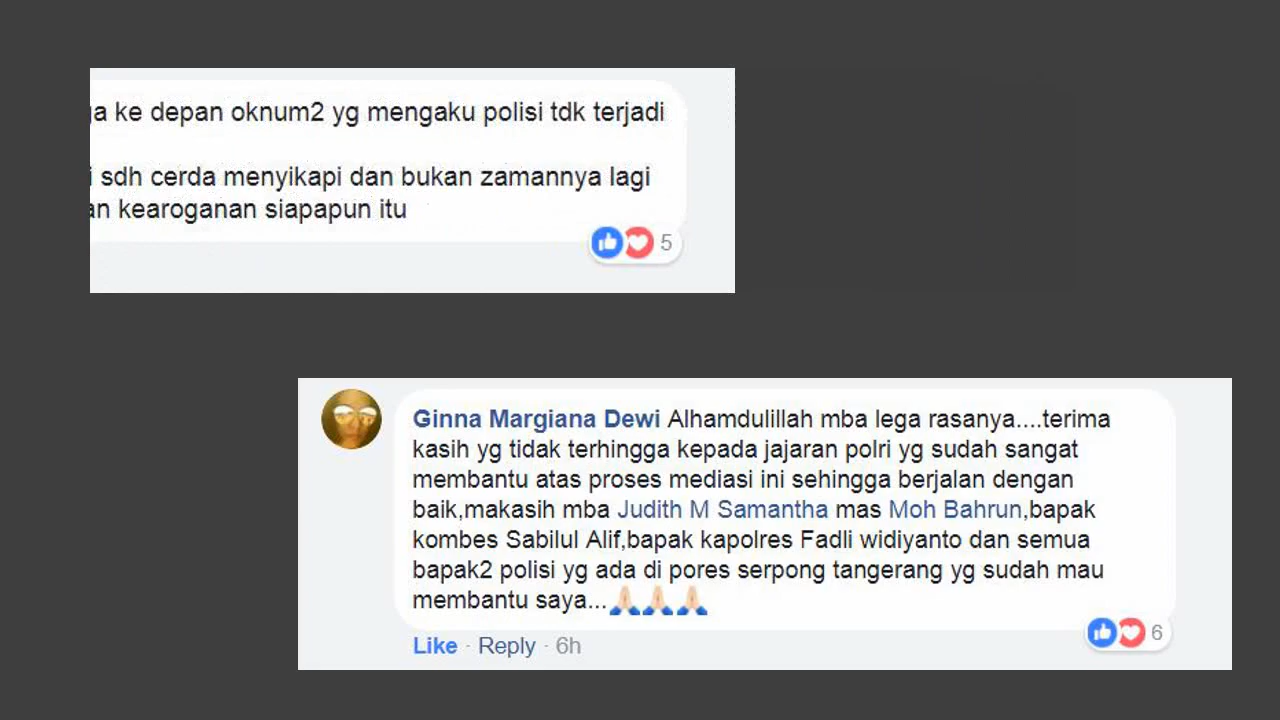 ke depan oknum2 yg mengaku polisi tdk terjadi
sdh cerda menyikapi dan bukan zamannya lagi
kearoganan siapapun itu
5
Ginna Margiana Dewi Alhamdulillah mba lega rasanya....terima
kasih yg tidak terhingga kepada jajaran polri yg sudah sangat
membantu atas proses mediasi ini sehingga berjalan dengan
baik,makasih mba Judith M Samantha mas Moh Bahrun,bapak
kombes Sabilul Alif,bapak kapolres Fadli widiyanto dan semua
bapak2 polisi yg ada di pores serpong tangerang yg sudah mau
membantu saya...🙏🏻🙏🏻🙏🏻
6
Like · Reply · 6h